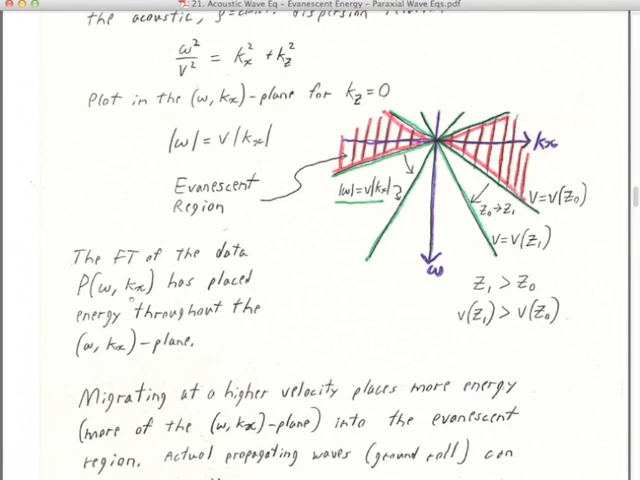 21. Acoustic Wave Eq - Evanescent Energy - Paraxial Wave Eqs.pdf
the acoustic,
ω²/V² = kx² + kz²
Plot in the (ω, kx)-plane for kz = 0
|ω| = v|kx|
kx
Evanescent
Region
|ω| = v|kx|
z0→z1
V = V(z0)
V = V(z1)
ω
The FT of the data
P(ω, kx) has placed
energy throughout the
(ω, kx)-plane.
z1 > z0
v(z1) > v(z0)
Migrating at a higher velocity places more energy
(more of the (ω, kx)-plane) into the evanescent
region. Actual propagating waves (ground roll) can